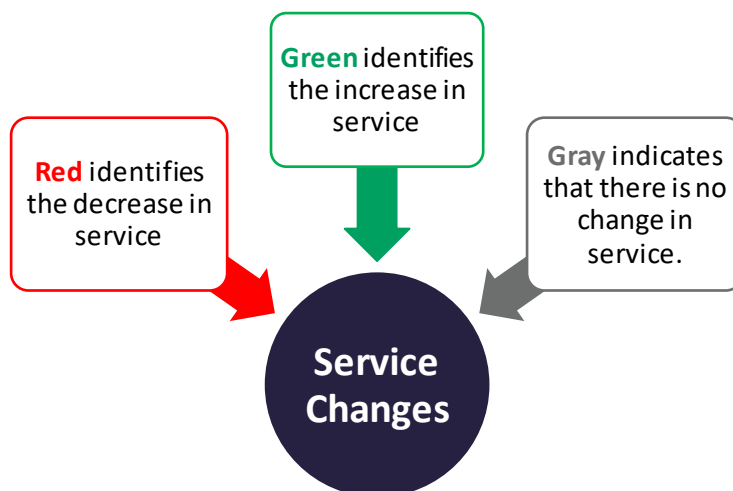 Green identifies
the increase in
service
Red identifies
the decrease in
service
Gray indicates
that there is no
change in
service.
Service
Changes